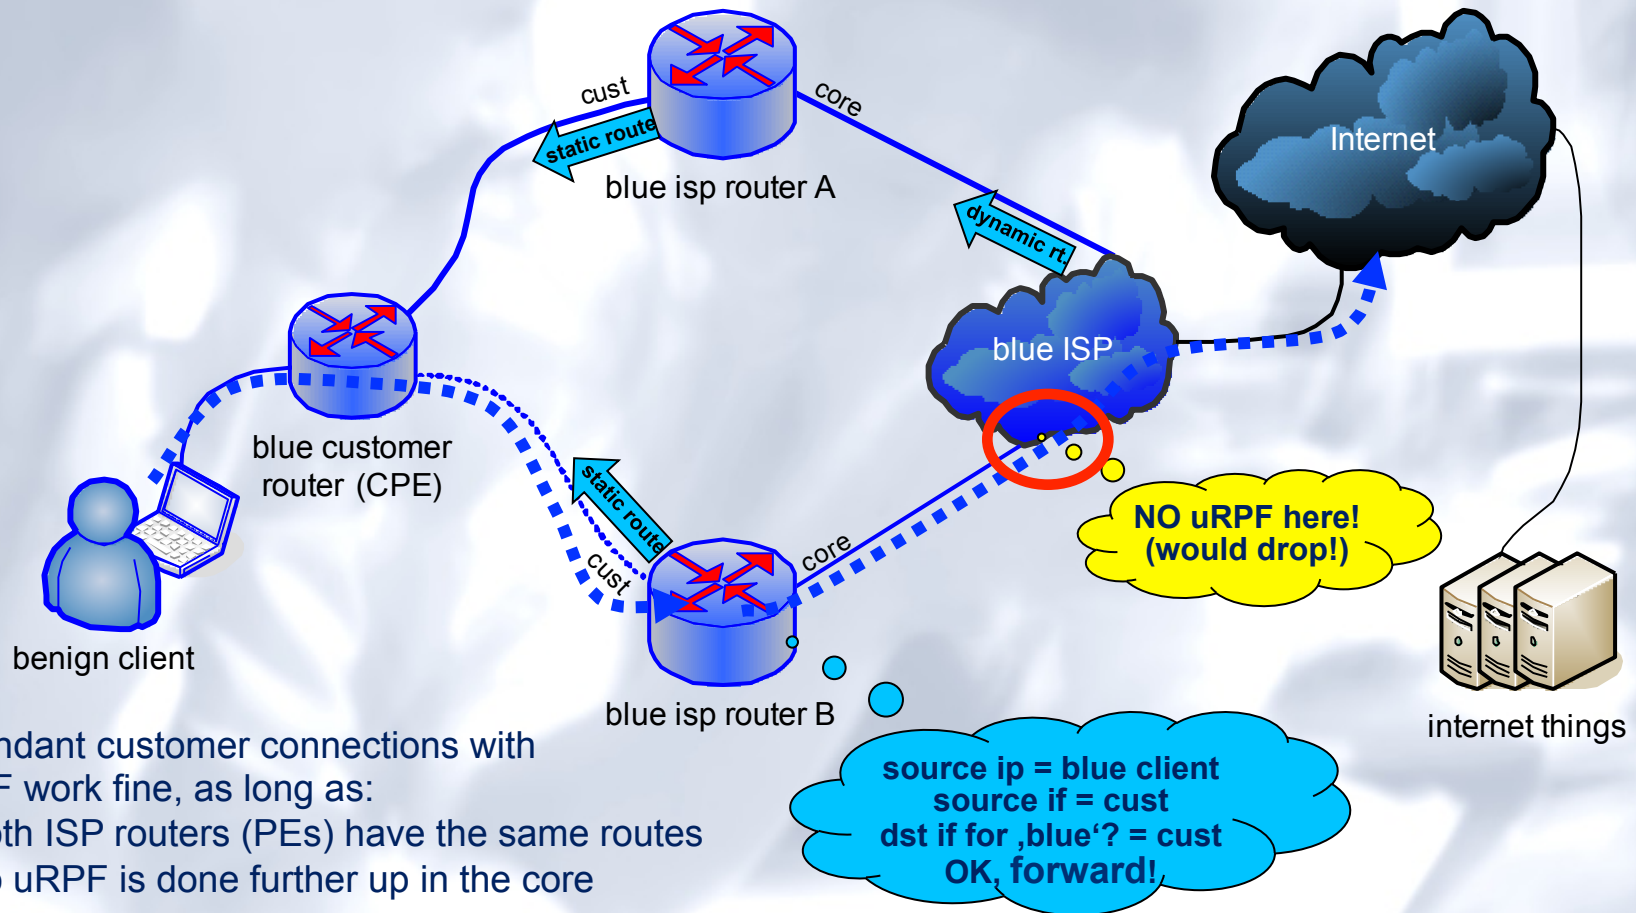 cust
core
static route
blue isp router A
Internet
dynamic rt.
blue ISP
blue customer
router (CPE)
static route
cust
core
NO uRPF here!
(would drop!)
benign client
blue isp router B
internet things
source ip = blue client
source if = cust
dst if for ‚blue‘? = cust
OK, forward!
ndant customer connections with
F work fine, as long as:
oth ISP routers (PEs) have the same routes
o uRPF is done further up in the core